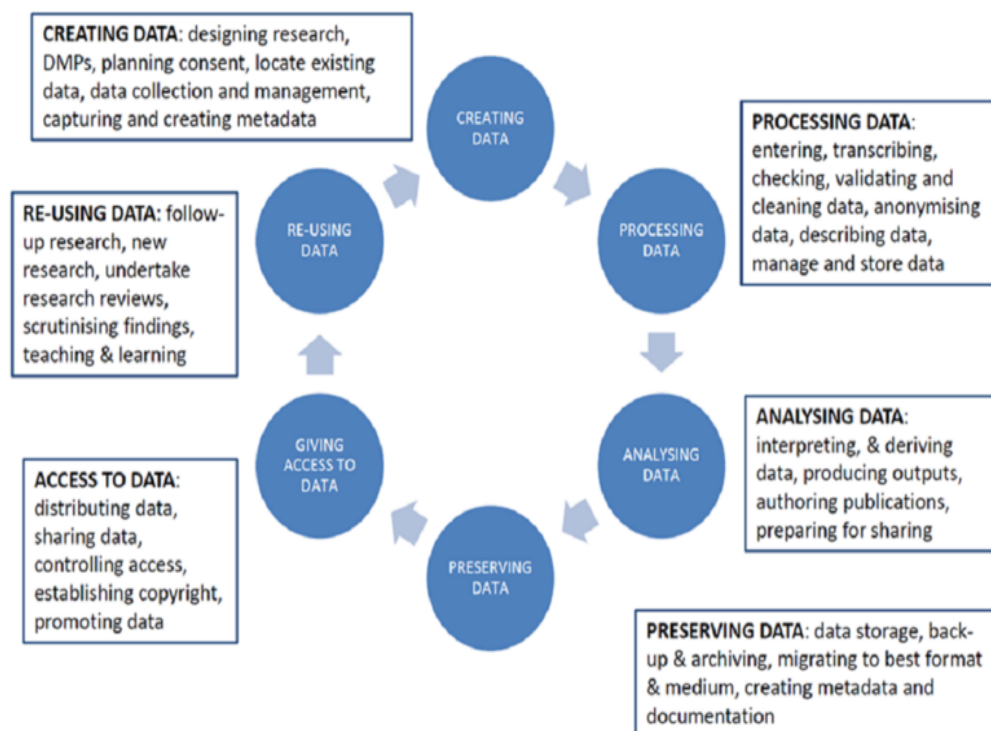 CREATING DATA: designing research,
DMPs, planning consent, locate existing
data, data collection and management,
capturing and creating metadata
CREATING
DATA
PROCESSING DATA:
entering, transcribing,
checking, validating and
cleaning data, anonymising
data, describing data,
manage and store data
RE-USING DATA: follow-
up research, new
research, undertake
research reviews,
scrutinising findings,
teaching & learning
RE-USING
DATA
PROCESSING
DATA
ACCESS TO DATA:
distributing data,
sharing data,
controlling access,
establishing copyright,
promoting data
GIVING
ACCESS TO
DATA
ANALYSING
DATA
ANALYSING DATA:
interpreting, & deriving
data, producing outputs,
authoring publications,
preparing for sharing
PRESERVING
DATA
PRESERVING DATA: data storage, back-
up & archiving, migrating to best format
& medium, creating metadata and
documentation